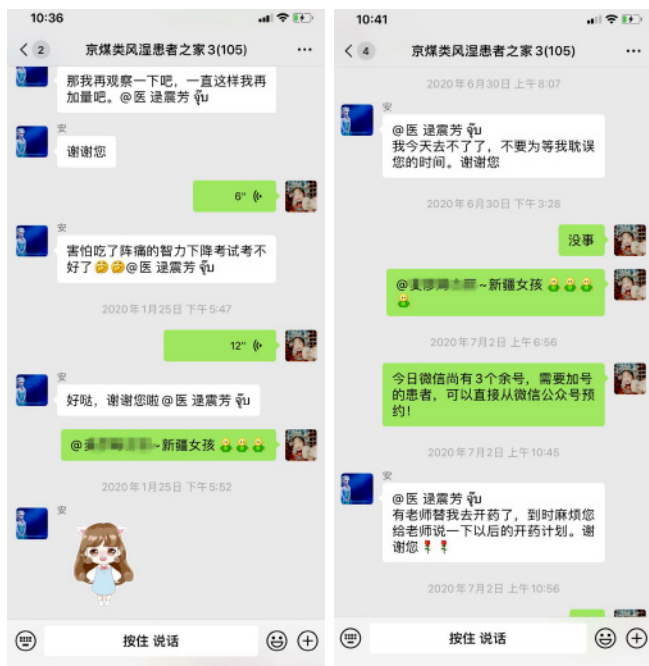 10:36
2
京煤类风湿患者之家3(105)
那我再观察一下吧，一直这样我再
加量吧。@医 逯震芳 จุ๊บ
安
谢谢您
6"
安
害怕吃了阵痛的智力下降考试考不
好了@医 逯震芳 จุ๊บ
2020年1月25日 下午5:47
12"
安
好哒，谢谢您啦@医 逯震芳 จุ๊บ
@
~新疆女孩
2020年1月25日 下午5:52
安
按住 说话
10:41
4
京煤类风湿患者之家3(105)
2020年6月30日 上午8:07
安
@医 逯震芳 จุ๊บ
我今天去不了了，不要为等我耽误
您的时间。谢谢您
2020年6月30日 下午3:28
没事
@
~新疆女孩
2020年7月2日 上午6:56
今日微信尚有3个余号，需要加号
的患者，可以直接从微信公众号预
约!
2020年7月2日 上午10:45
安
@医 逯震芳 จุ๊บ
有老师替我去开药了，到时麻烦您
给老师说一下以后的开药计划。谢
谢您
2020年7月2日 上午10:56
按住 说话